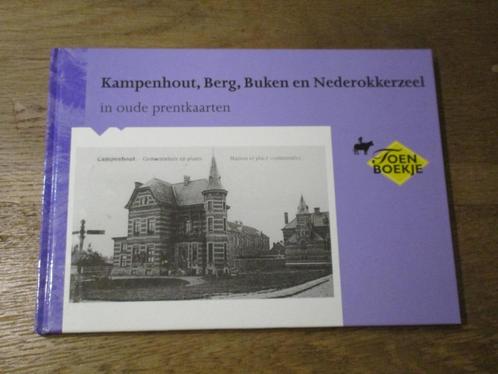 Kampenhout, Berg, Buken en Nederokkerzeel
in oude prentkaarten
TOEN
BOEKJE
Campenhout. Gemeentehuis en plaats Maison et place communales